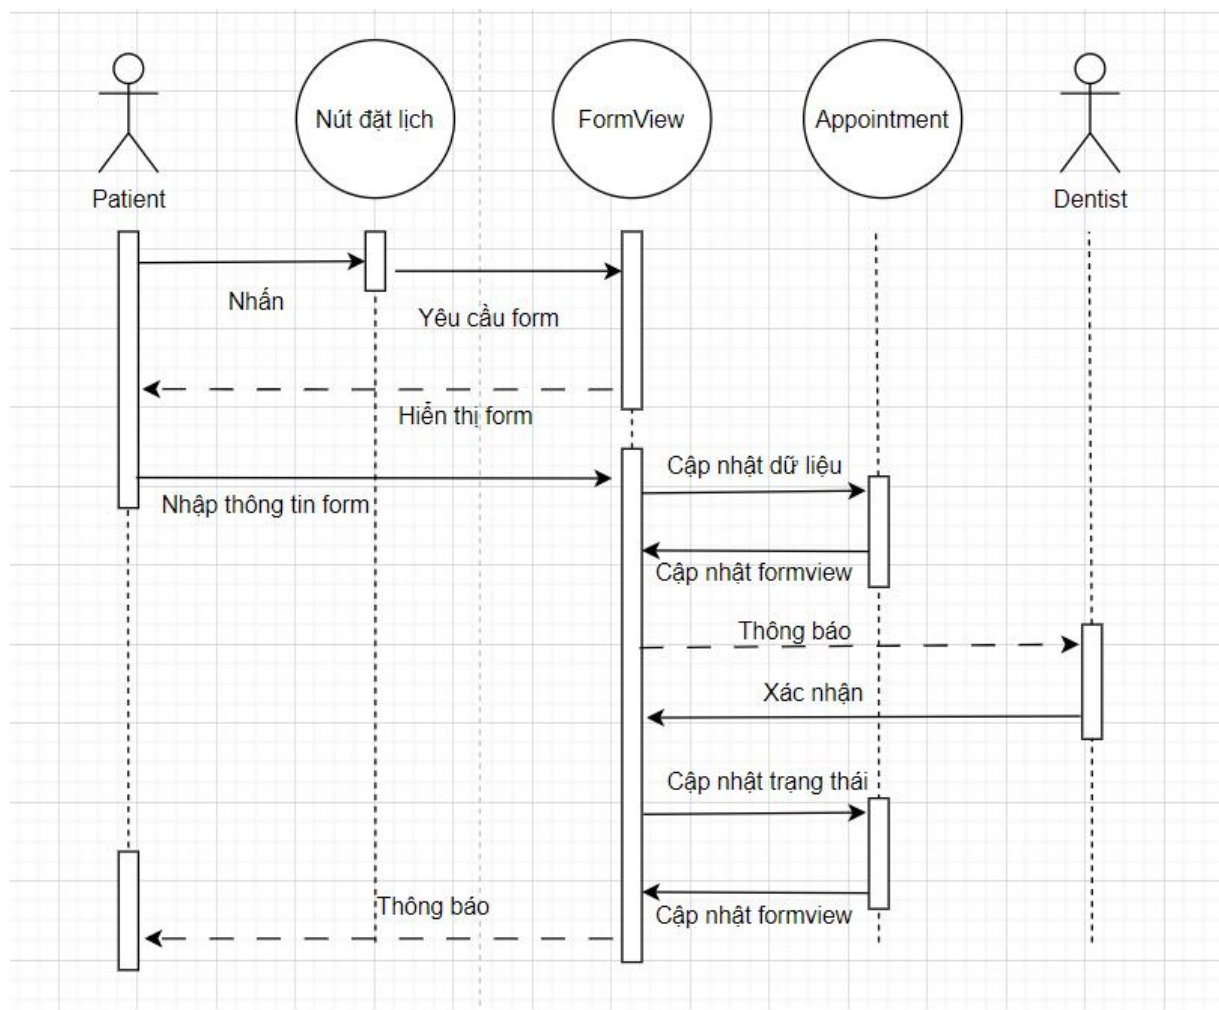 Nút đặt lịch
FormView
Appointment
Patient
Dentist
Nhấn
Yêu cầu form
Hiển thị form
Cập nhật dữ liệu
Nhập thông tin form
Cập nhật formview
Thông báo
Xác nhận
Cập nhật trạng thái
Thông báo
Cập nhật formview